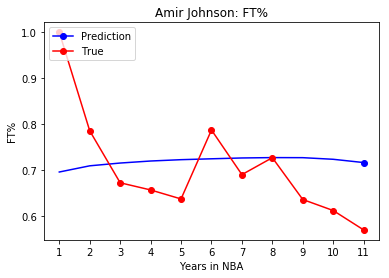 Amir Johnson: FT%
1.0
Prediction
True
0.9
0.8
FT%
0.7
0.6
1 2 3 4 5 6 7 8 9 10 11
Years in NBA